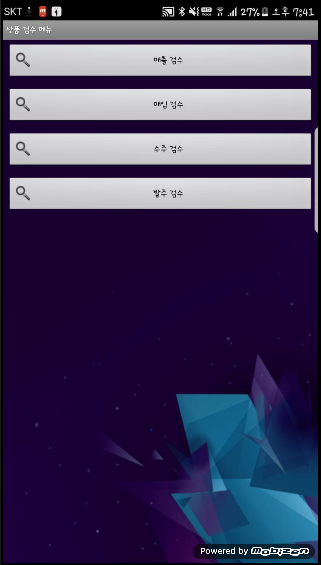 SKT 27% 오후 7:41
상품 검수 메뉴
매출 검수
매입 검수
수주 검수
발주 검수
Powered by Mobizen